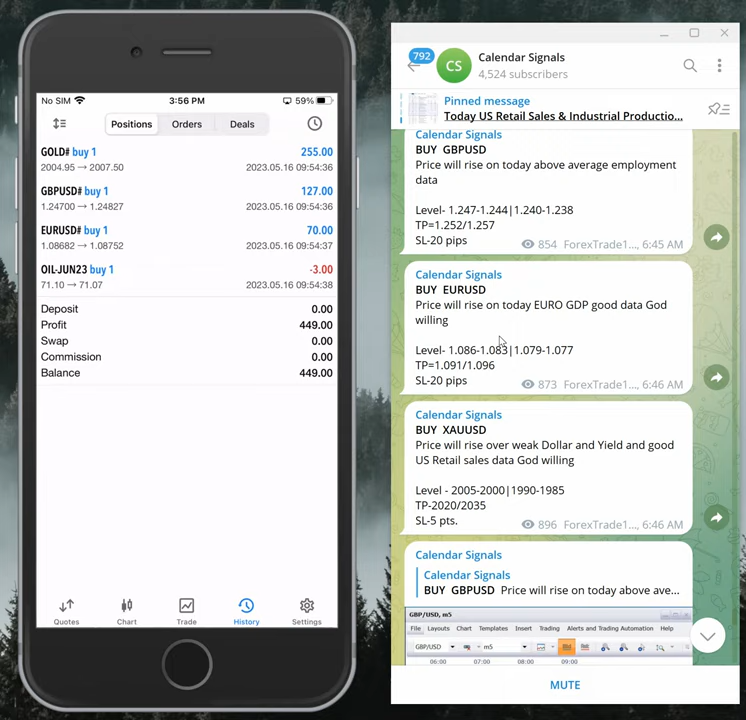 No SIM
3:56 PM
59%
Positions
Orders
Deals
GOLD# buy 1
255.00
2004.95 → 2007.50
2023.05.16 09:54:36
GBPUSD# buy 1
127.00
1.24700 → 1.24827
2023.05.16 09:54:36
EURUSD# buy 1
70.00
1.08682 → 1.08752
2023.05.16 09:54:37
OIL-JUN23 buy 1
-3.00
71.10 → 71.07
2023.05.16 09:54:38
Deposit
0.00
Profit
449.00
Swap
0.00
Commission
0.00
Balance
449.00
Quotes
Chart
Trade
History
Settings
792
CS
Calendar Signals
4,524 subscribers
Pinned message
Today US Retail Sales & Industrial Productio...
Calendar Signals
BUY GBPUSD
Price will rise on today above average employment
data
Level- 1.247-1.244|1.240-1.238
TP=1.252/1.257
SL-20 pips
854 ForexTrade1..., 6:45 AM
Calendar Signals
BUY EURUSD
Price will rise on today EURO GDP good data God
willing
Level- 1.086-1.083|1.079-1.077
TP=1.091/1.096
SL-20 pips
873 ForexTrade1..., 6:46 AM
Calendar Signals
BUY XAUUSD
Price will rise over weak Dollar and Yield and good
US Retail sales data God willing
Level - 2005-2000|1990-1985
TP-2020/2035
SL-5 pts.
896 ForexTrade1..., 6:46 AM
Calendar Signals
Calendar Signals
BUY GBPUSD Price will rise on today above ave...
GBP/USD, m5
File Layouts Chart Templates Insert Trading Alerts and Trading Automation Help
GBP/USD
m5
06:00 07:00 08:00 09:00
MUTE